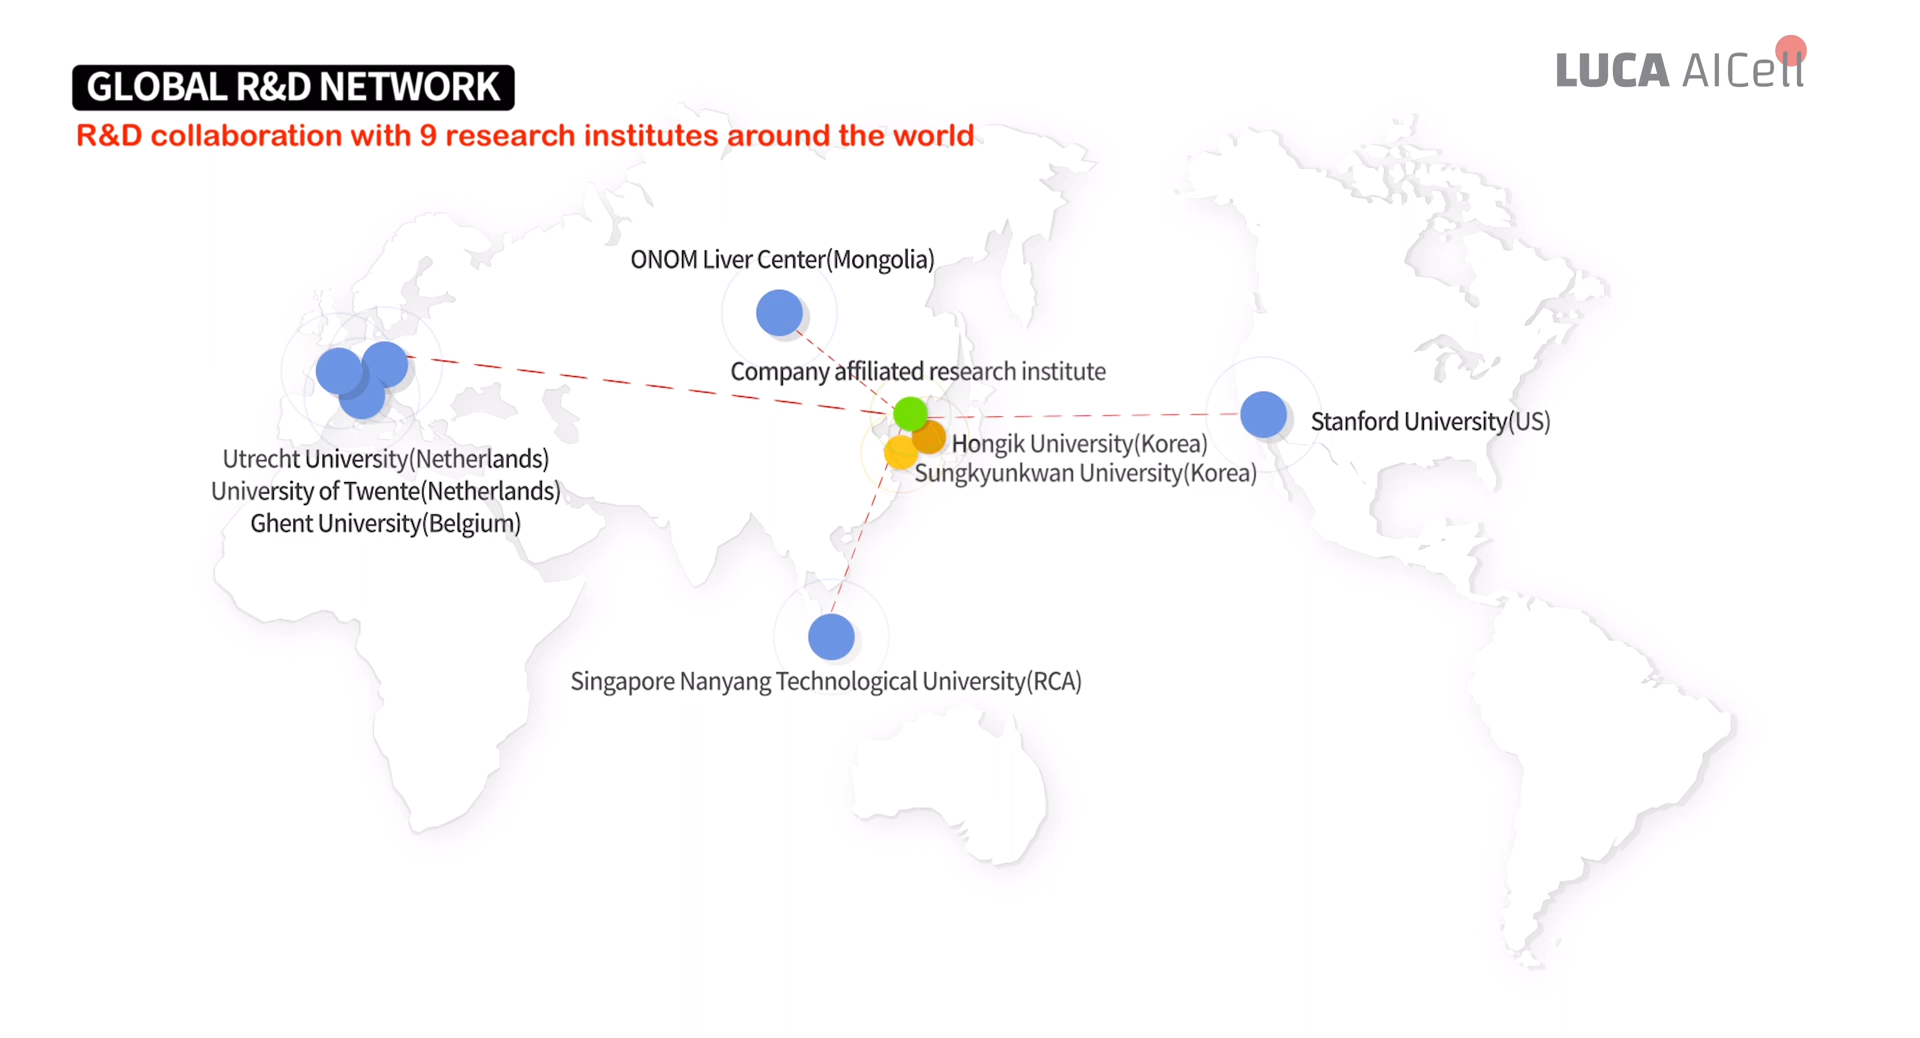 GLOBAL R&D NETWORK
LUCA AICell
R&D collaboration with 9 research institutes around the world
ONOM Liver Center(Mongolia)
Company affiliated research institute
Stanford University(US)
Hongik University(Korea)
Sungkyunkwan University(Korea)
Utrecht University(Netherlands)
University of Twente(Netherlands)
Ghent University(Belgium)
Singapore Nanyang Technological University(RCA)